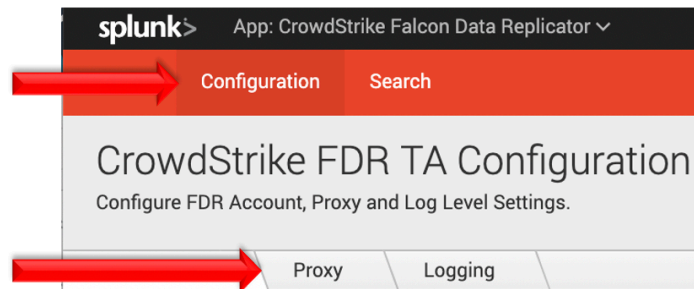 splunk> App: CrowdStrike Falcon Data Replicator
Configuration Search
CrowdStrike FDR TA Configuration
Configure FDR Account, Proxy and Log Level Settings.
Proxy Logging